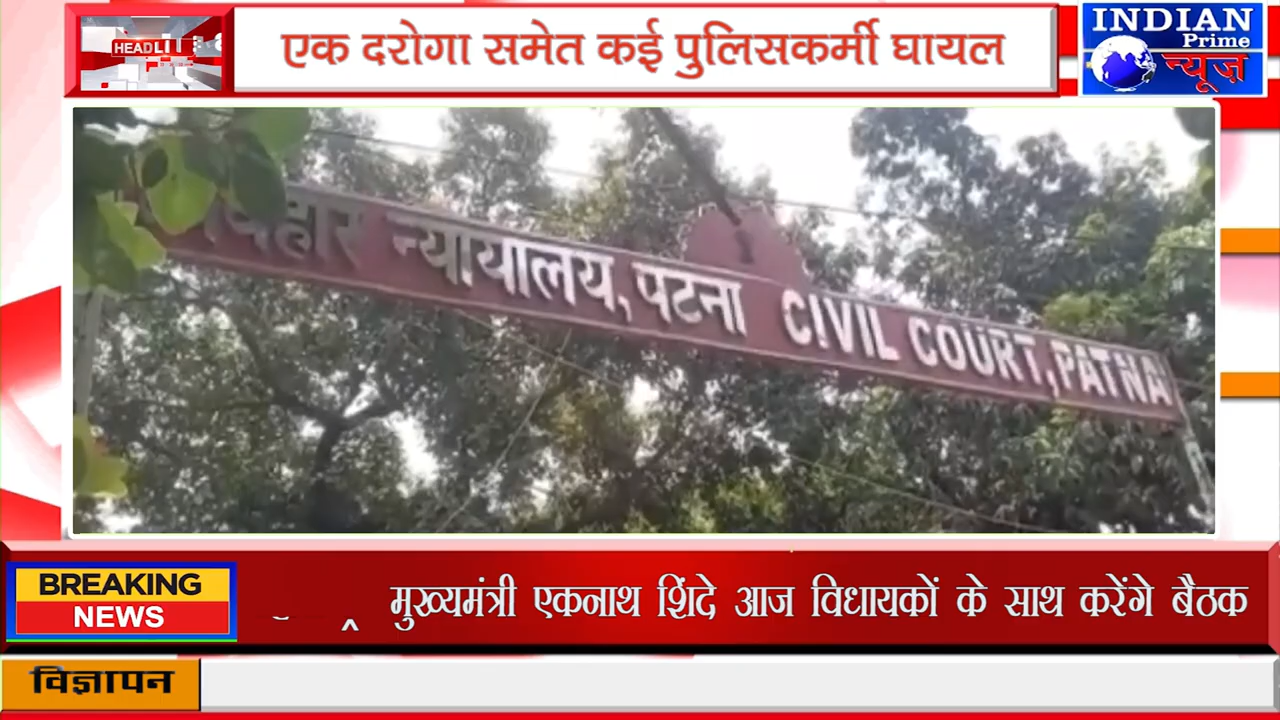 एक दरोगा समेत कई पुलिसकर्मी घायल
INDIAN
Prime
न्यूज़
न्यायालय, पटना CIVIL COURT, PATNA
BREAKING
NEWS
मुख्यमंत्री एकनाथ शिंदे आज विधायकों के साथ करेंगे बैठक
विज्ञापन